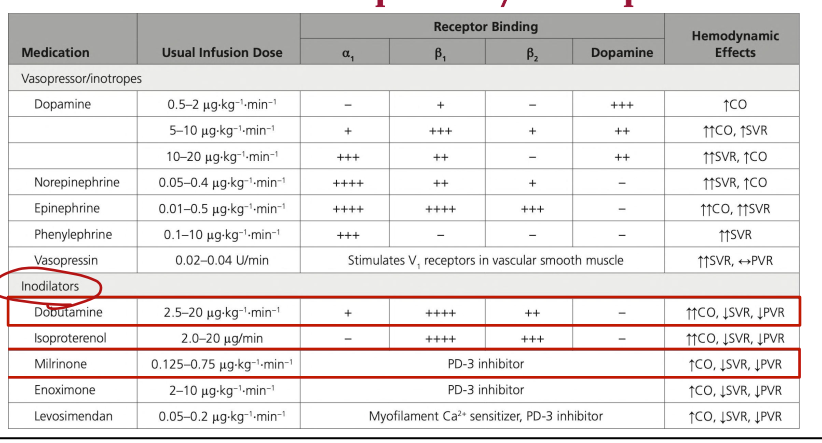 Receptor Binding
Medication Usual Infusion Dose α₁ β₁ β₂ Dopamine Hemodynamic Effects
Vasopressor/inotropes
Dopamine 0.5–2 µg·kg⁻¹·min⁻¹ – + – +++ ↑CO
5–10 µg·kg⁻¹·min⁻¹ + +++ + ++ ↑↑CO, ↑SVR
10–20 µg·kg⁻¹·min⁻¹ +++ ++ – ++ ↑↑SVR, ↑CO
Norepinephrine 0.05–0.4 µg·kg⁻¹·min⁻¹ ++++ ++ + – ↑↑SVR, ↑CO
Epinephrine 0.01–0.5 µg·kg⁻¹·min⁻¹ ++++ ++++ +++ – ↑↑CO, ↑↑SVR
Phenylephrine 0.1–10 µg·kg⁻¹·min⁻¹ +++ – – – ↑↑SVR
Vasopressin 0.02–0.04 U/min Stimulates V₁ receptors in vascular smooth muscle ↑↑SVR, ↔PVR
Inodilators
Dobutamine 2.5–20 µg·kg⁻¹·min⁻¹ + ++++ ++ – ↑↑CO, ↓SVR, ↓PVR
Isoproterenol 2.0–20 µg/min – ++++ +++ – ↑↑CO, ↓SVR, ↓PVR
Milrinone 0.125–0.75 µg·kg⁻¹·min⁻¹ PD-3 inhibitor ↑CO, ↓SVR, ↓PVR
Enoximone 2–10 µg·kg⁻¹·min⁻¹ PD-3 inhibitor ↑CO, ↓SVR, ↓PVR
Levosimendan 0.05–0.2 µg·kg⁻¹·min⁻¹ Myofilament Ca²⁺ sensitizer, PD-3 inhibitor ↑CO, ↓SVR, ↓PVR